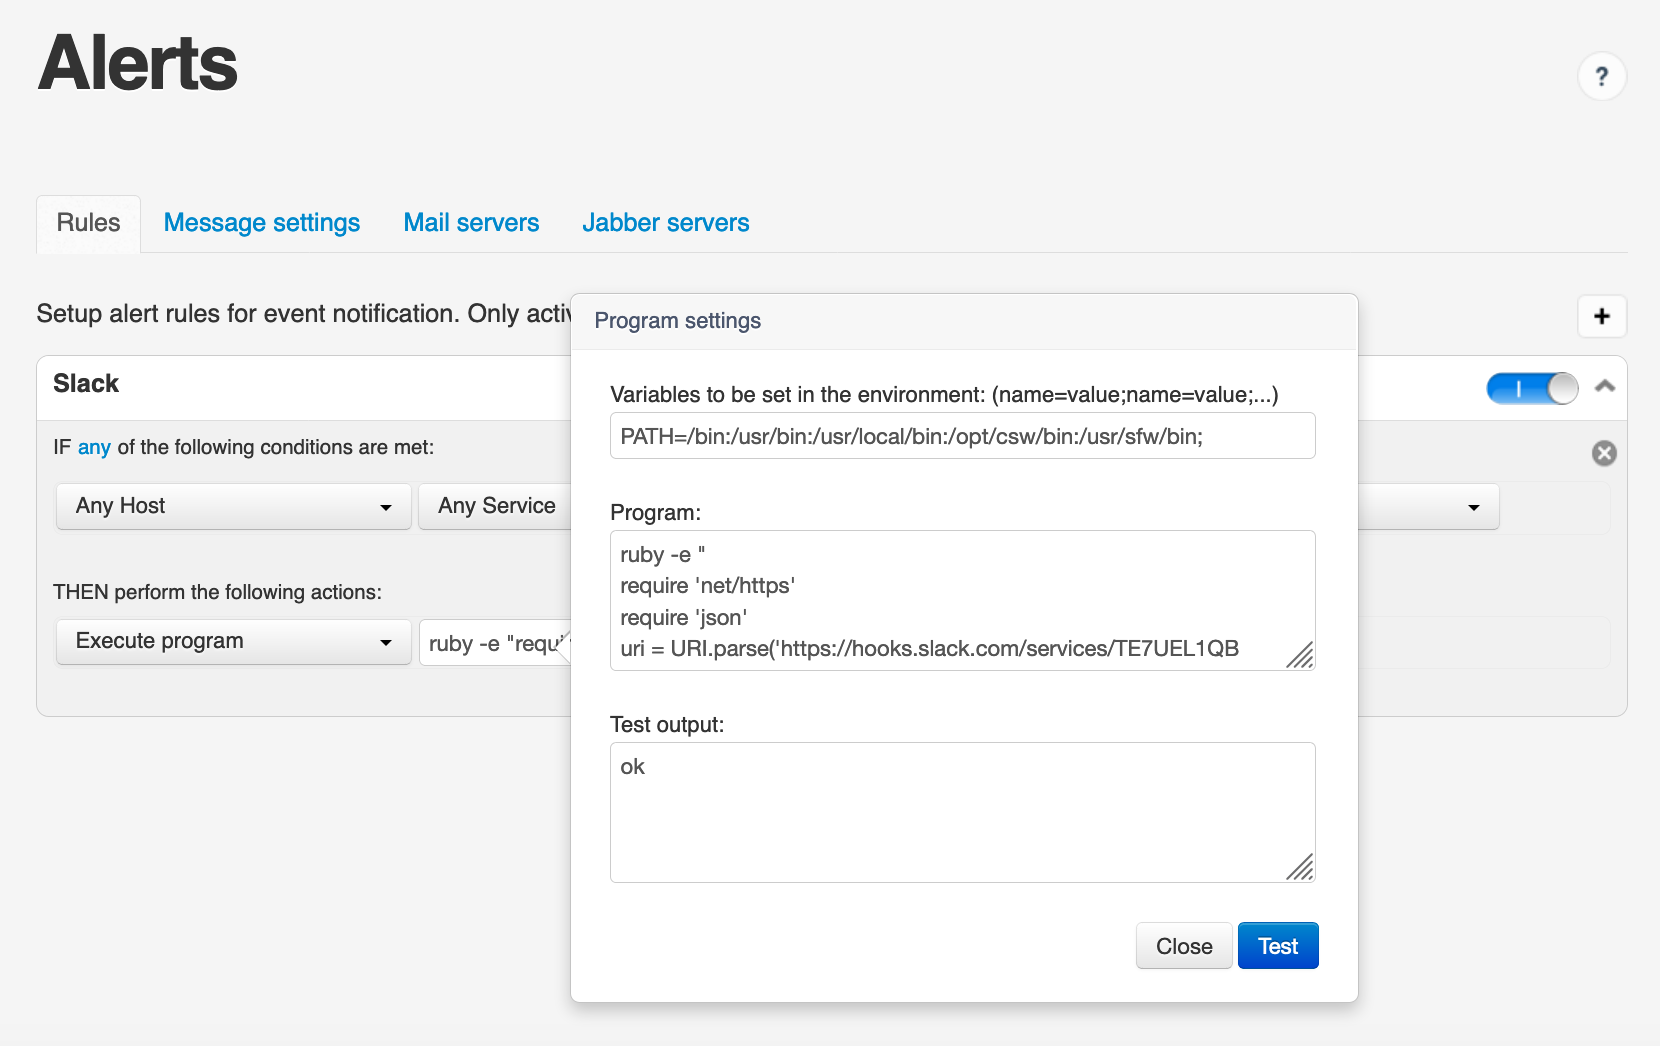 Alerts
?
Rules
Message settings
Mail servers
Jabber servers
Setup alert rules for event notification. Only
+
Slack
IF any of the following conditions are met:
Any Host
Any Service
THEN perform the following actions:
Execute program
ruby -e "requ
Program settings
Variables to be set in the environment: (name=value;name=value;...)
PATH=/bin:/usr/bin:/usr/local/bin:/opt/csw/bin:/usr/sfw/bin;
Program:
ruby -e "
require 'net/https'
require 'json'
uri = URI.parse('https://hooks.slack.com/services/TE7UEL1QB
Test output:
ok
Close
Test